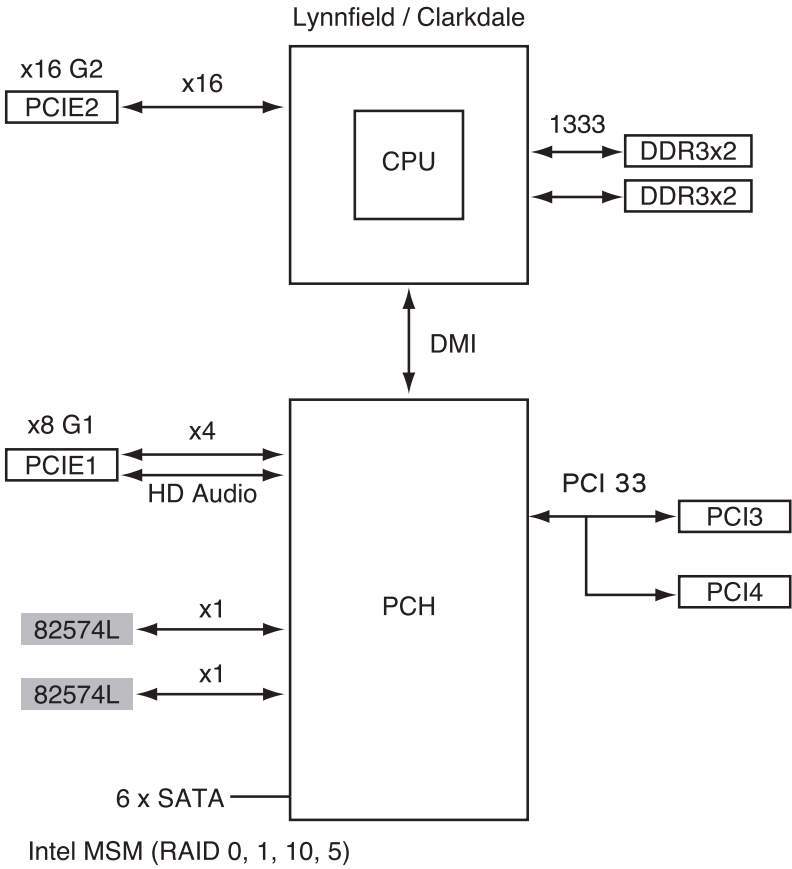 Lynnfield / Clarkdale
x16 G2
PCIE2
x16
CPU
1333
DDR3x2
DDR3x2
DMI
x8 G1
PCIE1
x4
HD Audio
PCI 33
PCI3
PCI4
PCH
82574L
x1
82574L
x1
6 x SATA
Intel MSM (RAID 0, 1, 10, 5)